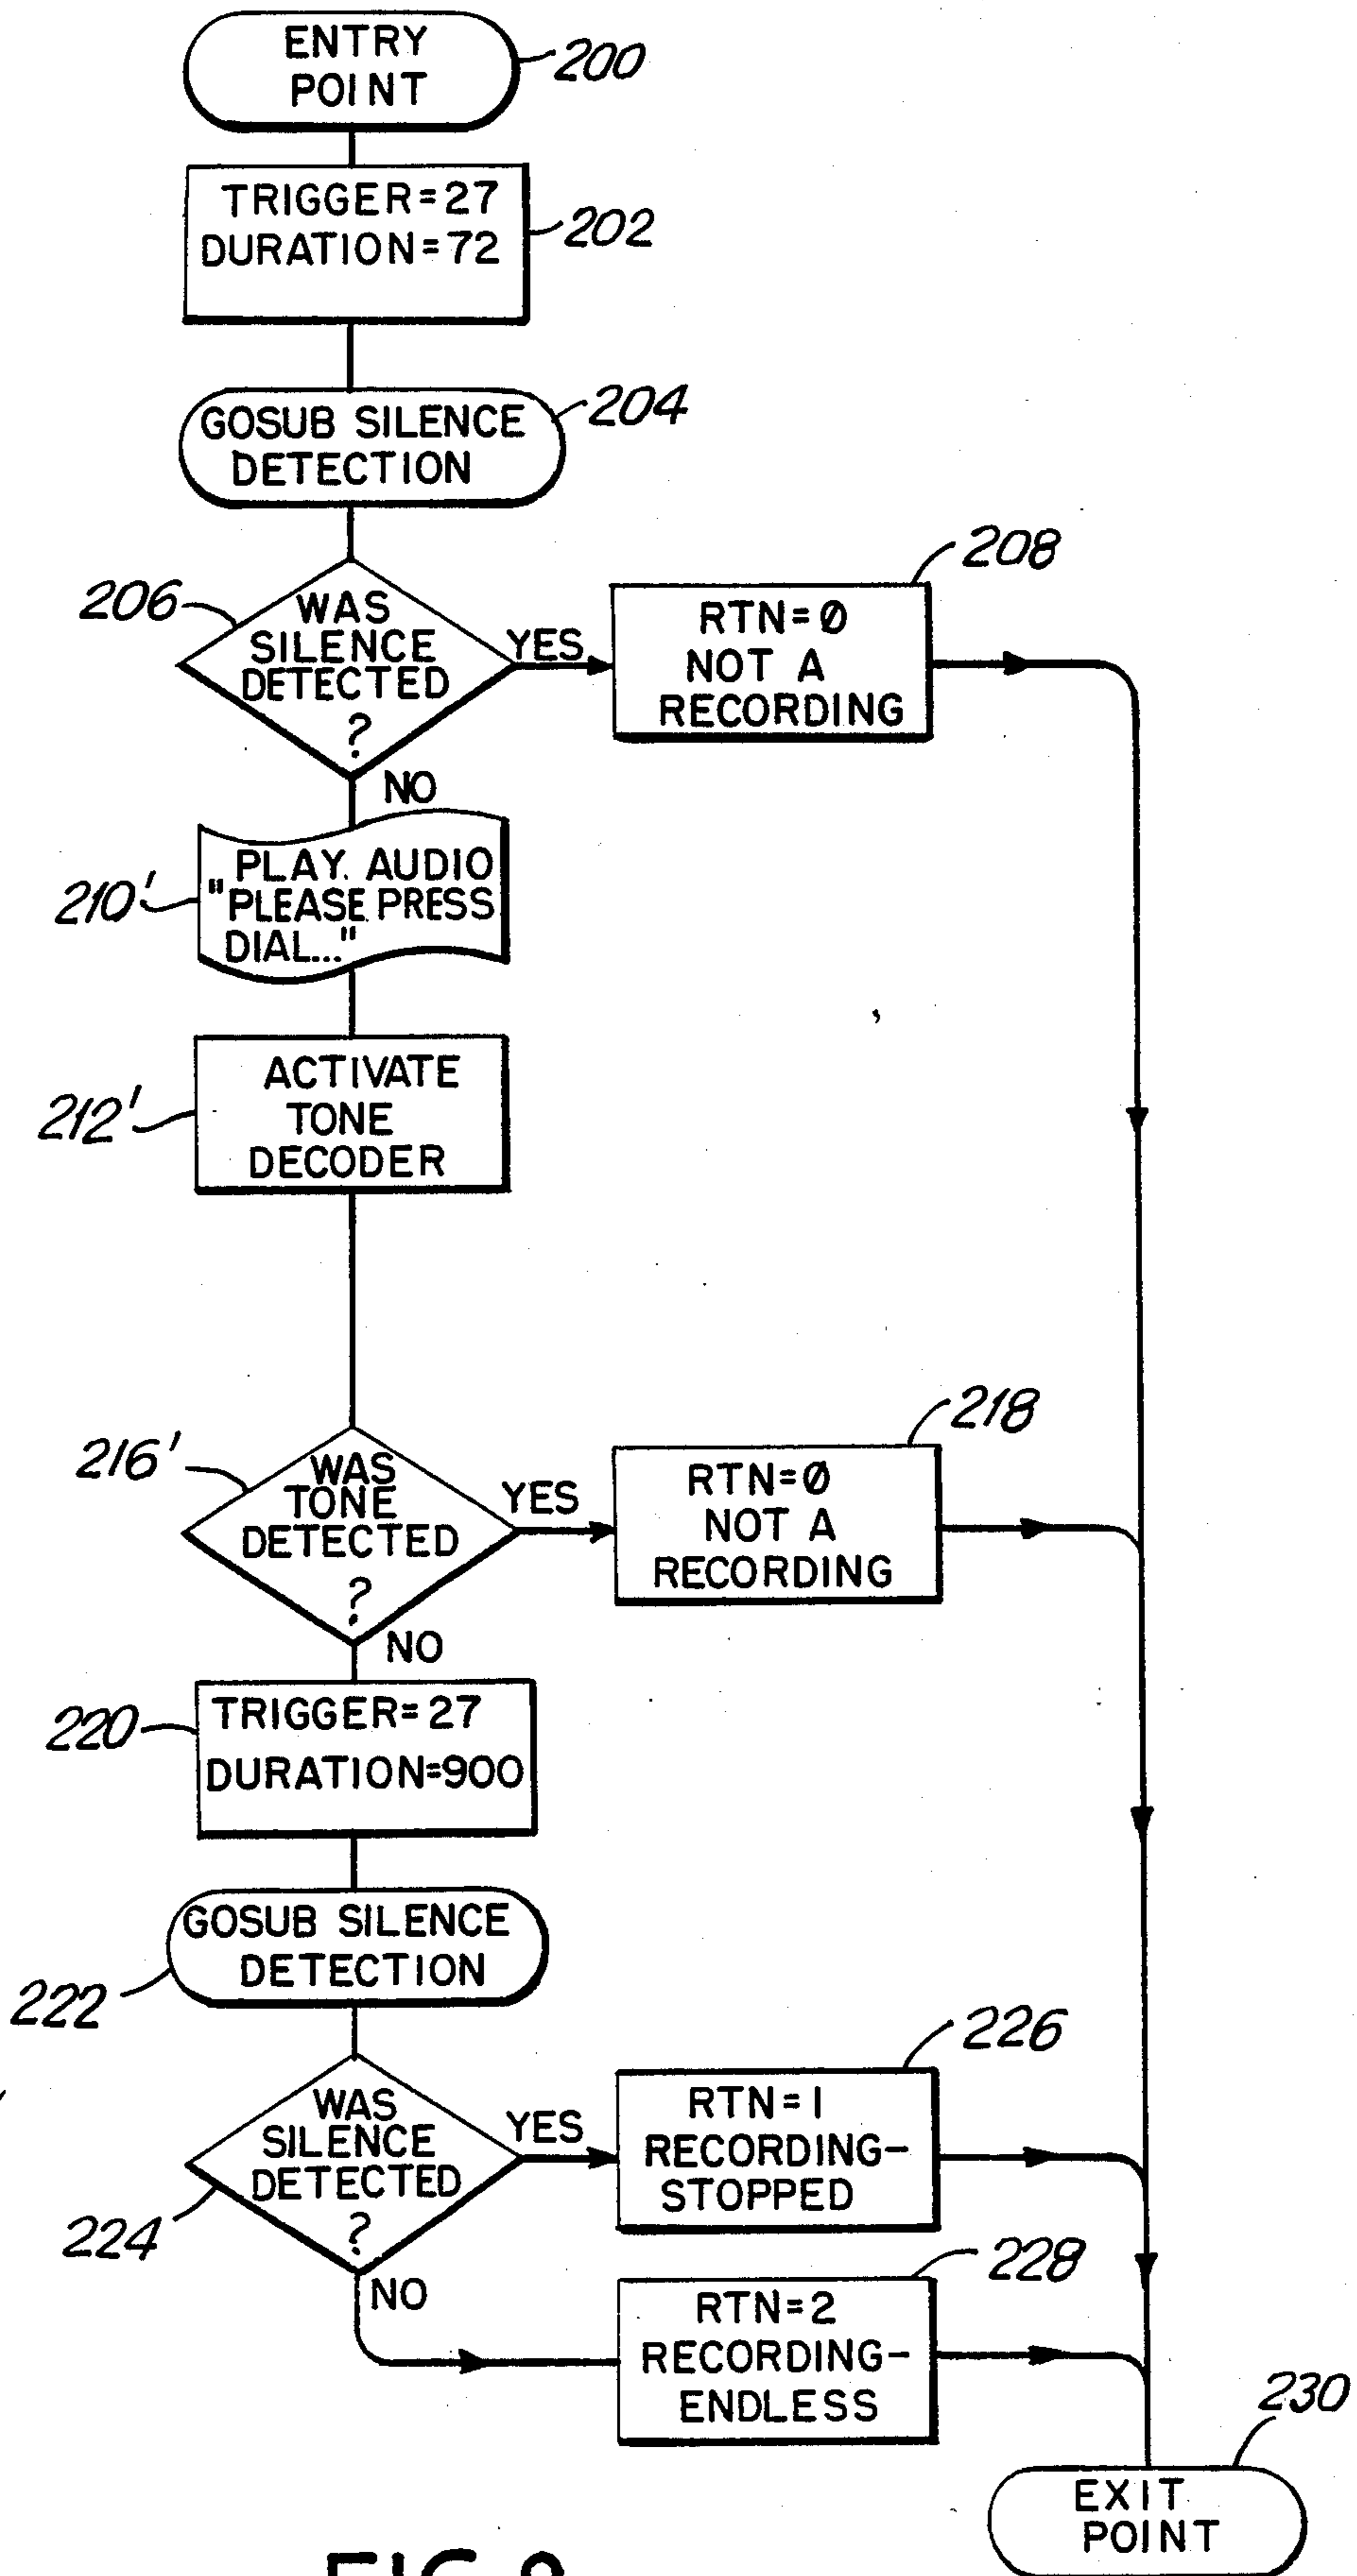 ENTRY
POINT
200
TRIGGER=27
DURATION=72
202
GOSUB SILENCE
DETECTION
204
206
WAS
SILENCE
DETECTED
?
YES
NO
208
RTN=0
NOT A
RECORDING
210'
PLAY. AUDIO
"PLEASE PRESS
DIAL..."
212'
ACTIVATE
TONE
DECODER
216'
WAS
TONE
DETECTED
?
YES
NO
218
RTN=0
NOT A
RECORDING
220
TRIGGER=27
DURATION=900
GOSUB SILENCE
DETECTION
222
WAS
SILENCE
DETECTED
?
224
YES
NO
226
RTN=1
RECORDING-
STOPPED
228
RTN=2
RECORDING-
ENDLESS
230
EXIT
POINT